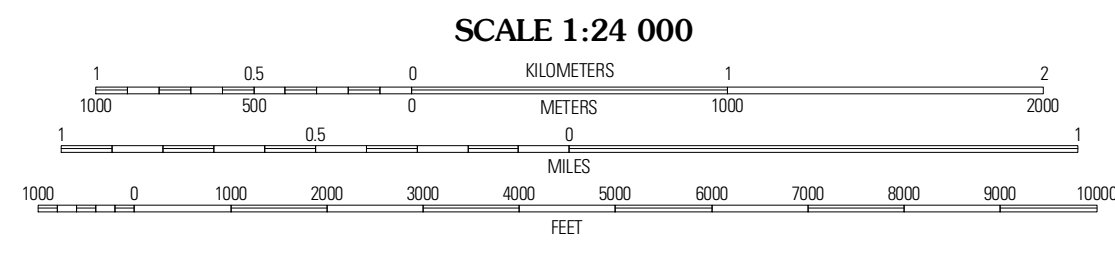 SCALE 1:24 000
1 0.5 0 KILOMETERS 1 2
1000 500 0 METERS 1000 2000
1 0.5 0 1
MILES
1000 0 1000 2000 3000 4000 5000 6000 7000 8000 9000 10000
FEET